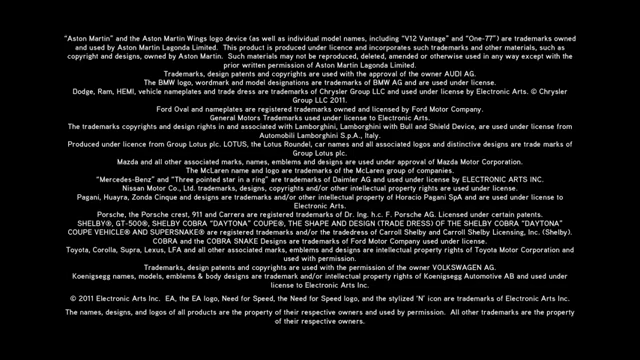 "Aston Martin" and the Aston Martin Wings logo device (as well as individual model names, including "V12 Vantage" and "One-77") are trademarks owned
and used by Aston Martin Lagonda Limited. This product is produced under licence and incorporates such trademarks and other materials, such as
copyright and designs, owned by Aston Martin. Such materials may not be reproduced, deleted, amended or otherwise used in any way except with the
prior written permission of Aston Martin Lagonda Limited.
Trademarks, design patents and copyrights are used with the approval of the owner AUDI AG.
The BMW logo, wordmark and model designations are trademarks of BMW AG and are used under license.
Dodge, Ram, HEMI, vehicle nameplates and trade dress are trademarks of Chrysler Group LLC and used under license by Electronic Arts. © Chrysler
Group LLC 2011.
Ford Oval and nameplates are registered trademarks owned and licensed by Ford Motor Company.
General Motors Trademarks used under license to Electronic Arts.
The trademarks copyrights and design rights in and associated with Lamborghini, Lamborghini with Bull and Shield Device, are used under license from
Automobili Lamborghini S.p.A., Italy.
Produced under licence from Group Lotus plc. LOTUS, the Lotus Roundel, car names and all associated logos and distinctive designs are trade marks of
Group Lotus plc.
Mazda and all other associated marks, names, emblems and designs are used under approval of Mazda Motor Corporation.
The McLaren name and logo are trademarks of the McLaren group of companies.
"Mercedes-Benz" and "Three pointed star in a ring" are trademarks of Daimler AG and used under license by ELECTRONIC ARTS INC.
Nissan Motor Co., Ltd. trademarks, designs, copyrights and/or other intellectual property rights are used under license.
Pagani, Huayra, Zonda Cinque and designs are trademarks and/or other intellectual property of Horacio Pagani SpA and are used under license to
Electronic Arts.
Porsche, the Porsche crest, 911 and Carrera are registered trademarks of Dr. Ing. h.c. F. Porsche AG. Licensed under certain patents.
SHELBY®, GT-500®, SHELBY COBRA "DAYTONA" COUPE®, THE SHAPE AND DESIGN (TRADE DRESS) OF THE SHELBY COBRA "DAYTONA"
COUPE VEHICLE® AND SUPERSNAKE® are registered trademarks and/or the tradedress of Carroll Shelby and Carroll Shelby Licensing, Inc. (Shelby).
COBRA and the COBRA SNAKE Designs are trademarks of Ford Motor Company used under license.
Toyota, Corolla, Supra, Lexus, LFA and all other associated marks, emblems and designs are intellectual property rights of Toyota Motor Corporation and
used with permission.
Trademarks, design patents and copyrights are used with the permission of the owner VOLKSWAGEN AG.
Koenigsegg names, models, emblems & body designs are trademark and/or intellectual property rights of Koenigsegg Automotive AB and used under
license to Electronic Arts Inc.
© 2011 Electronic Arts Inc. EA, the EA logo, Need for Speed, the Need for Speed logo, and the stylized 'N' icon are trademarks of Electronic Arts Inc.
The names, designs, and logos of all products are the property of their respective owners and used by permission. All other trademarks are the property
of their respective owners.